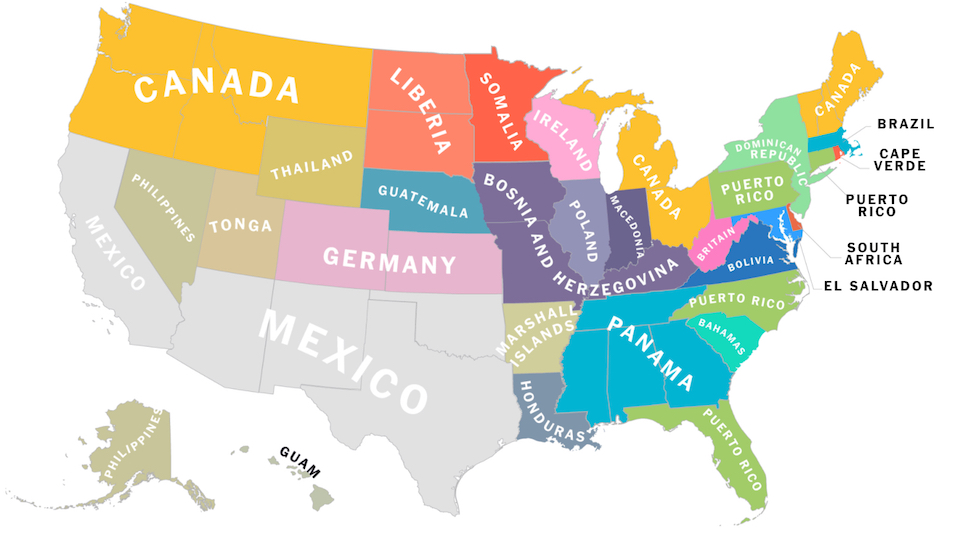 CANADA
LIBERIA
SOMALIA
IRELAND
CANADA
CANADA
BRAZIL
CAPE
VERDE
DOMINICAN
REPUBLIC
PUERTO
RICO
PUERTO
RICO
THAILAND
PHILIPPINES
TONGA
GUATEMALA
BOSNIA AND HERZEGOVINA
POLAND
MACEDONIA
BRITAIN
BOLIVIA
SOUTH
AFRICA
EL SALVADOR
MEXICO
GERMANY
MEXICO
MARSHALL
ISLANDS
PANAMA
PUERTO RICO
BAHAMAS
HONDURAS
PUERTO RICO
PHILIPPINES
GUAM